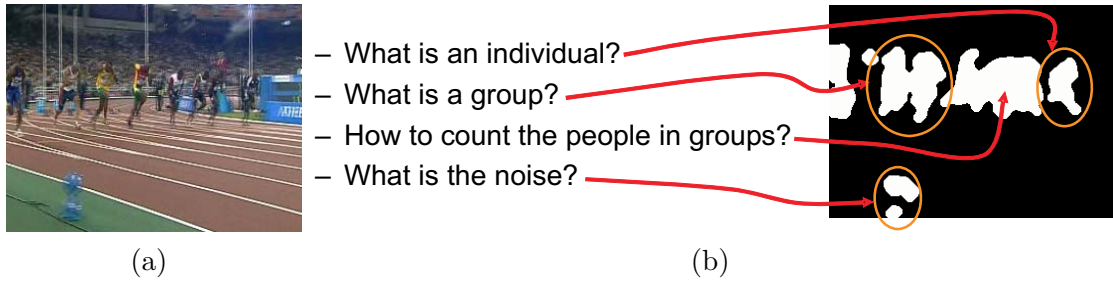 – What is an individual?
– What is a group?
– How to count the people in groups?
– What is the noise?
(a)
(b)